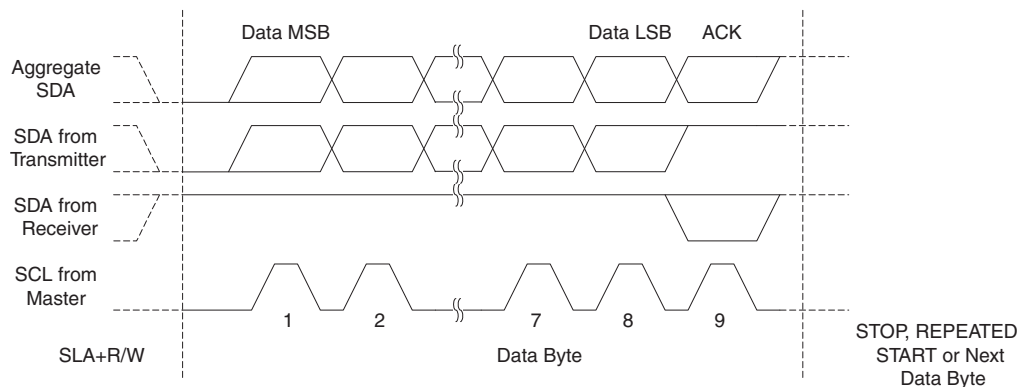 Data MSB
Data LSB
ACK
Aggregate
SDA
SDA from
Transmitter
SDA from
Receiver
SCL from
Master
1
2
7
8
9
SLA+R/W
Data Byte
STOP, REPEATED
START or Next
Data Byte